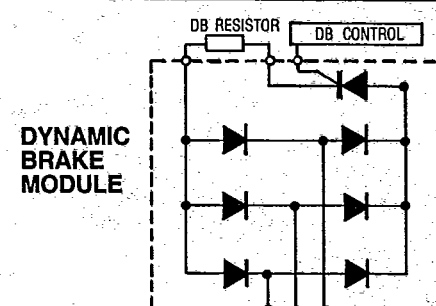 DB RESISTOR
DB CONTROL
DYNAMIC
BRAKE
MODULE